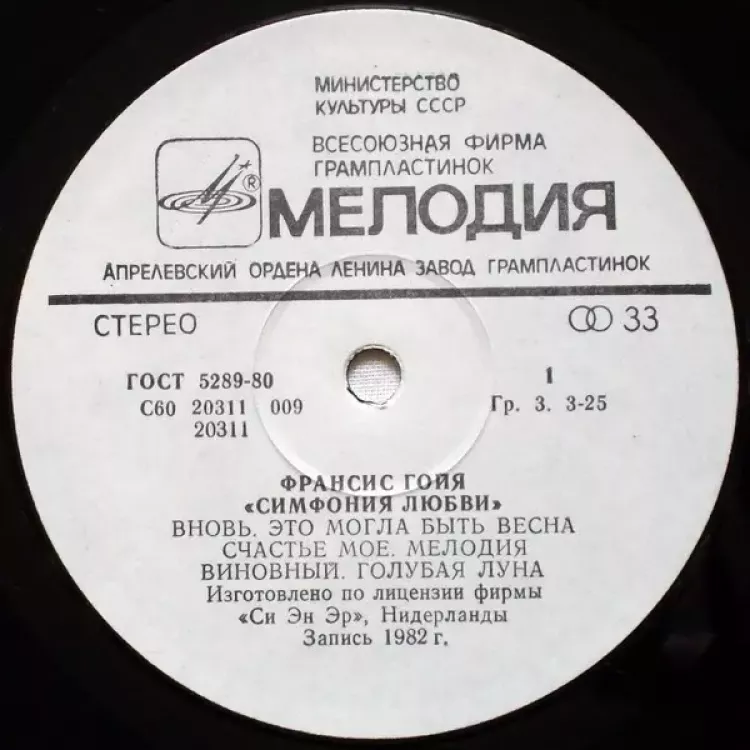 МИНИСТЕРСТВО
КУЛЬТУРЫ СССР
ВСЕСОЮЗНАЯ ФИРМА
ГРАМПЛАСТИНОК
®
МЕЛОДИЯ
АПРЕЛЕВСКИЙ ОРДЕНА ЛЕНИНА ЗАВОД ГРАМПЛАСТИНОК
СТЕРЕО 33
ГОСТ 5289-80 1
С60 20311 009 Гр. 3. 3-25
20311
ФРАНСИС ГОЙЯ
«СИМФОНИЯ ЛЮБВИ»
ВНОВЬ. ЭТО МОГЛА БЫТЬ ВЕСНА
СЧАСТЬЕ МОЕ. МЕЛОДИЯ
ВИНОВНЫЙ. ГОЛУБАЯ ЛУНА
Изготовлено по лицензии фирмы
«Си Эн Эр», Нидерланды
Запись 1982 г.